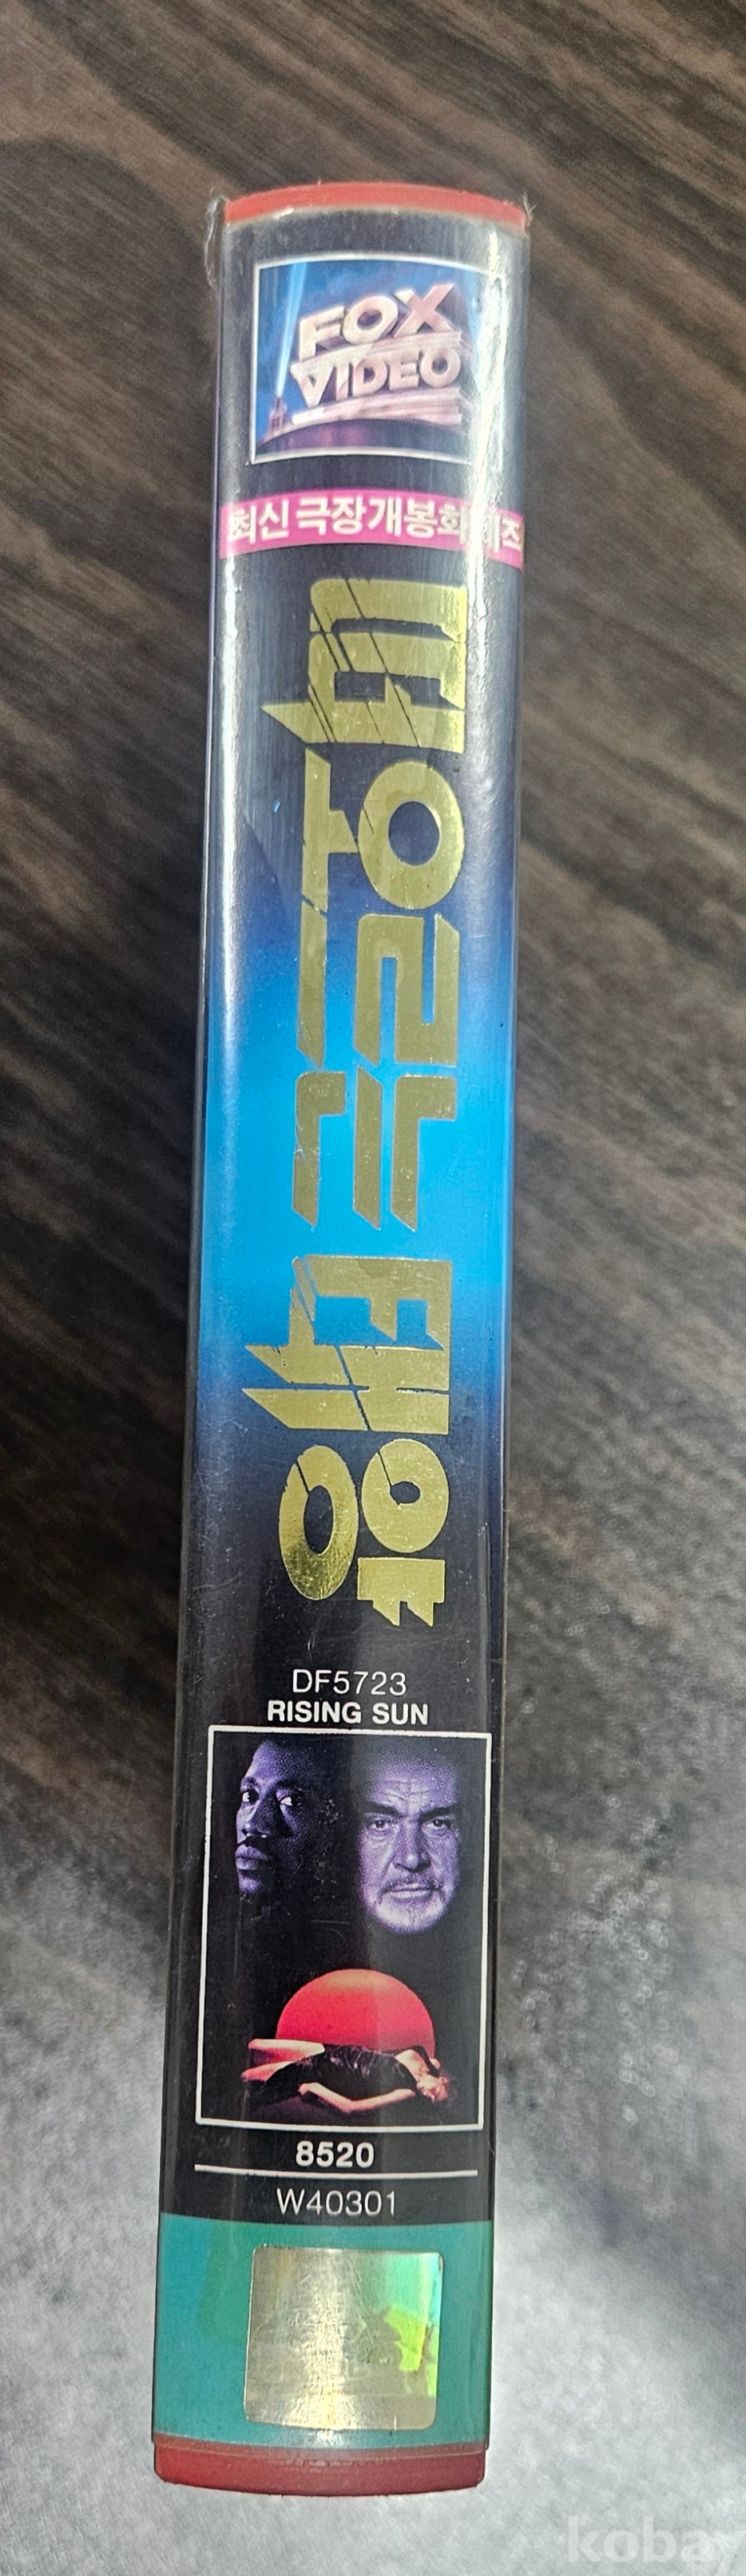 FOX
VIDEO
최신 극장개봉화제즈
떠오르는 태양
DF5723
RISING SUN
8520
W40301
kobay